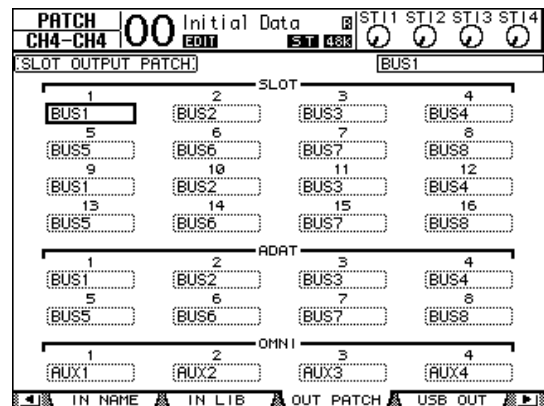 PATCH 00 Initial Data R ST1 ST2 ST3 ST4
CH4-CH4 EDIT ST 48k
SLOT OUTPUT PATCH BUS1
SLOT
1 2 3 4
BUS1 BUS2 BUS3 BUS4
5 6 7 8
BUS5 BUS6 BUS7 BUS8
9 10 11 12
BUS1 BUS2 BUS3 BUS4
13 14 15 16
BUS5 BUS6 BUS7 BUS8
ADAT
1 2 3 4
BUS1 BUS2 BUS3 BUS4
5 6 7 8
BUS5 BUS6 BUS7 BUS8
OMNI
1 2 3 4
AUX1 AUX2 AUX3 AUX4
IN NAME IN LIB OUT PATCH USB OUT